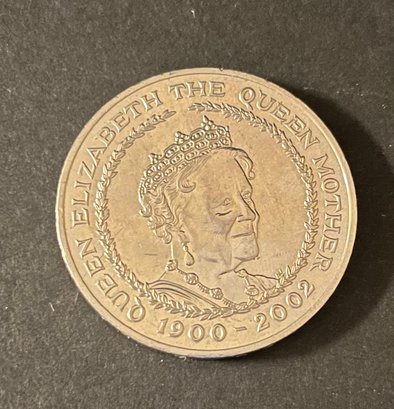 QUEEN ELIZABETH THE QUEEN MOTHER
1900-2002